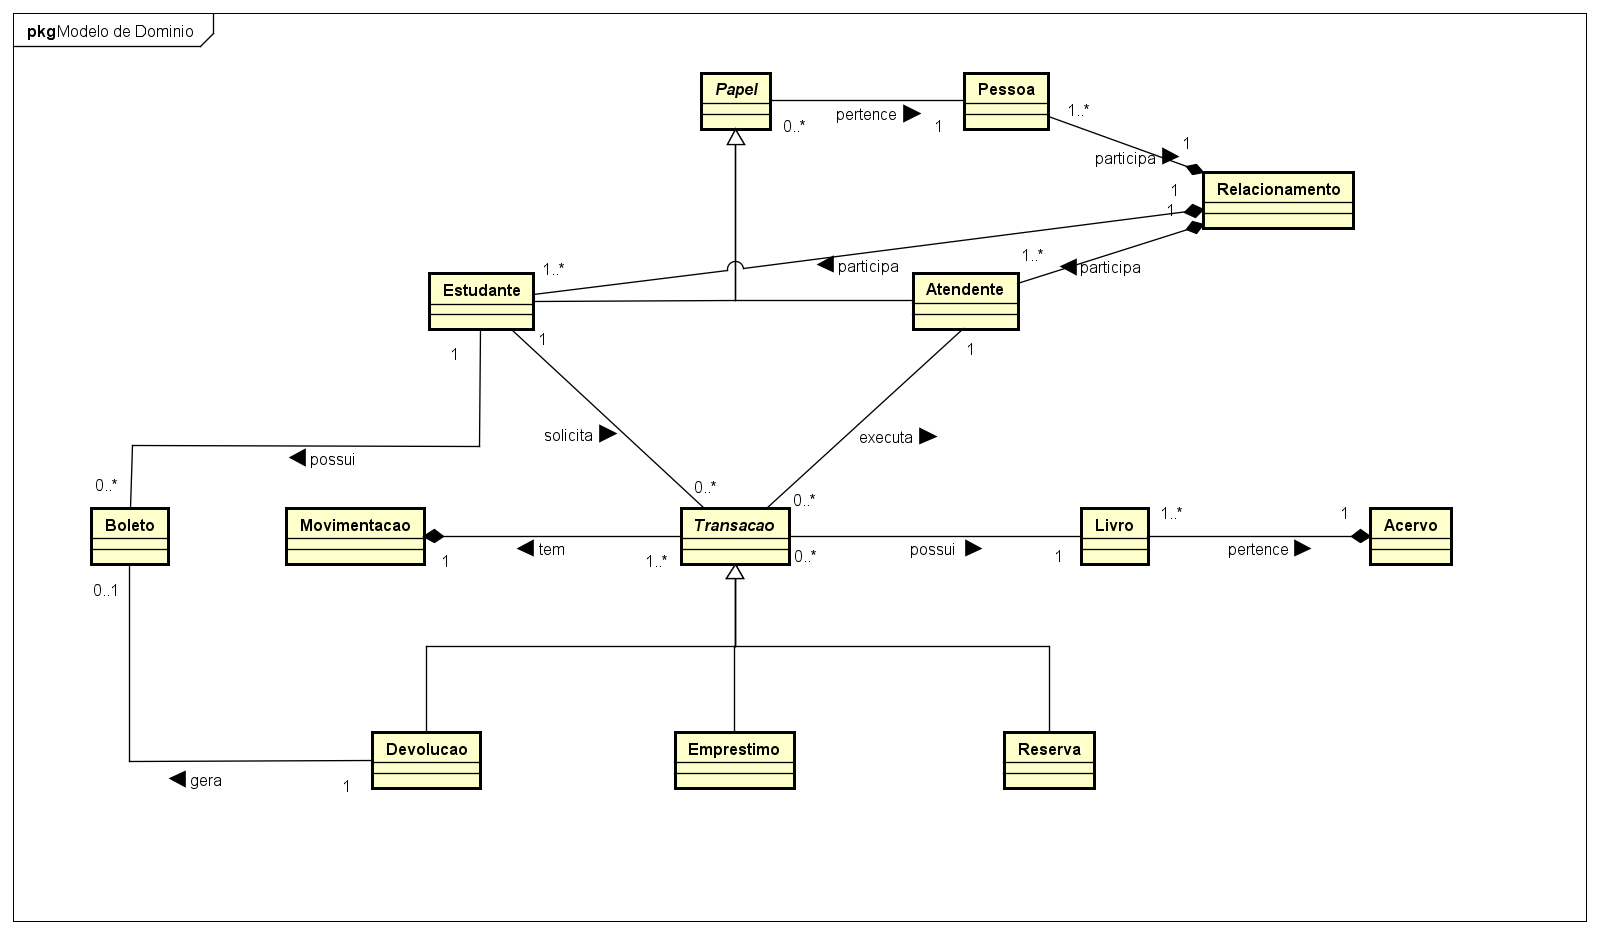 pkg Modelo de Dominio
Papel
Pessoa
pertence
0..*
1
1..*
1
participa
Relacionamento
1
1
1..*
1..*
participa
participa
Estudante
Atendente
1
1
1
solicita
executa
possui
0..*
0..*
0..*
Boleto
Movimentacao
Transacao
Livro
1..*
1
Acervo
1
tem
1..*
0..*
possui
1
pertence
0..1
Devolucao
Emprestimo
Reserva
gera
1